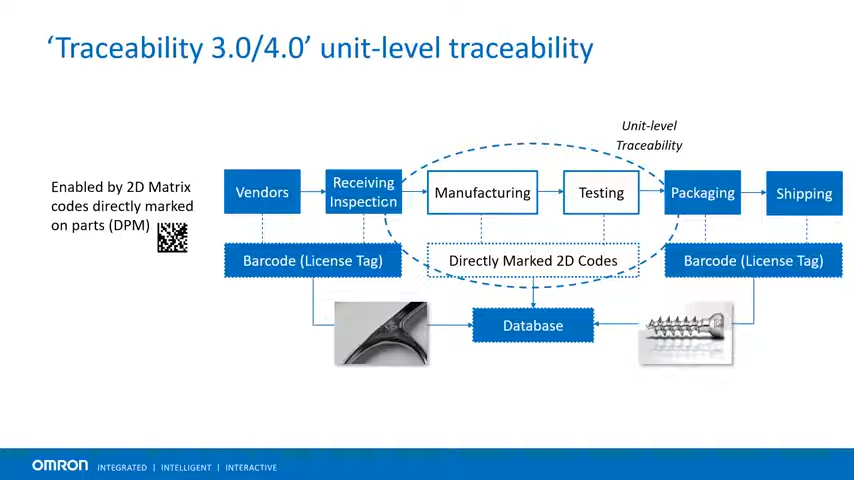 ‘Traceability 3.0/4.0’ unit-level traceability
Unit-level
Traceability
Enabled by 2D Matrix
codes directly marked
on parts (DPM)
Vendors
Receiving
Inspection
Manufacturing
Testing
Packaging
Shipping
Barcode (License Tag)
Directly Marked 2D Codes
Barcode (License Tag)
Database
OMRON
INTEGRATED | INTELLIGENT | INTERACTIVE